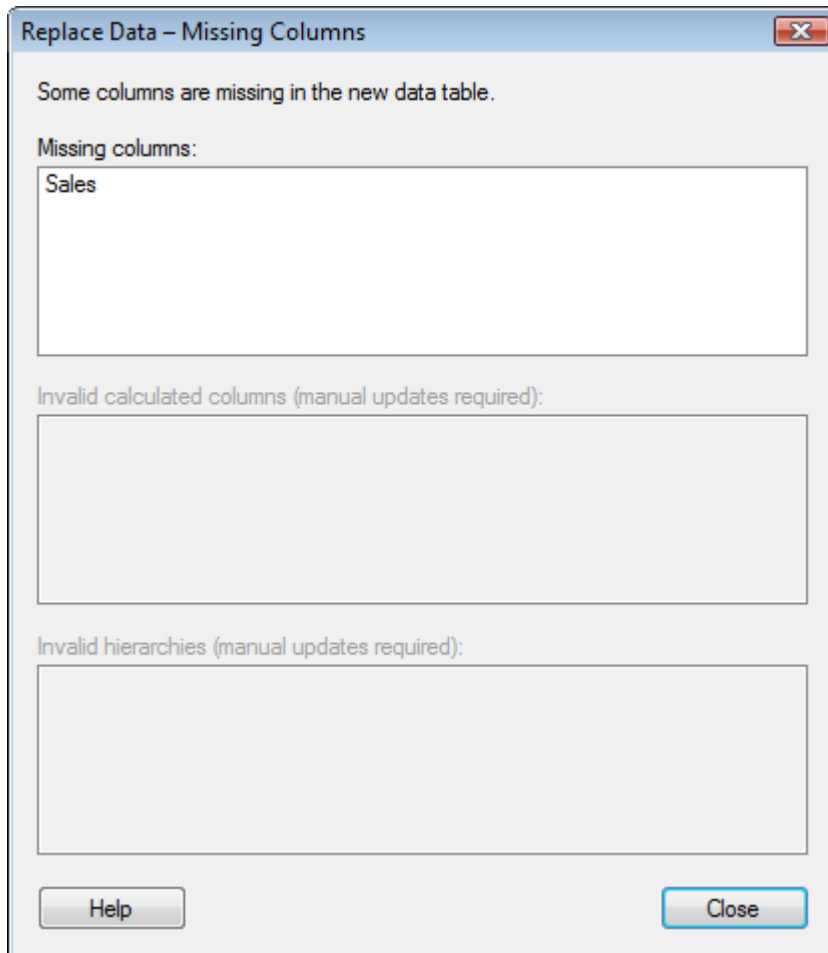 Replace Data – Missing Columns
Some columns are missing in the new data table.
Missing columns:
Sales
Invalid calculated columns (manual updates required):
Invalid hierarchies (manual updates required):
Help
Close